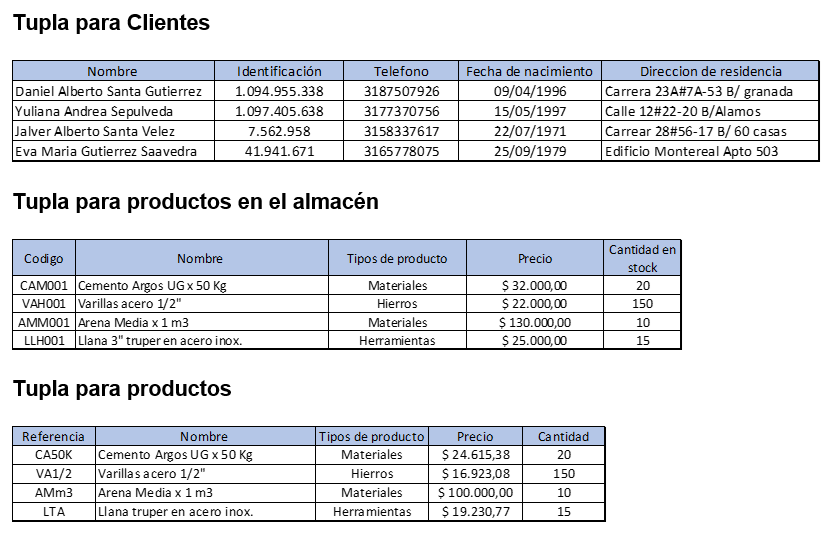 Tupla para Clientes
Nombre Identificación Telefono Fecha de nacimiento Direccion de residencia
Daniel Alberto Santa Gutierrez 1.094.955.338 3187507926 09/04/1996 Carrera 23A#7A-53 B/ granada
Yuliana Andrea Sepulveda 1.097.405.638 3177370756 15/05/1997 Calle 12#22-20 B/Alamos
Jalver Alberto Santa Velez 7.562.958 3158337617 22/07/1971 Carrear 28#56-17 B/ 60 casas
Eva Maria Gutierrez Saavedra 41.941.671 3165778075 25/09/1979 Edificio Montereal Apto 503
Tupla para productos en el almacén
Codigo Nombre Tipos de producto Precio Cantidad en stock
CAM001 Cemento Argos UG x 50 Kg Materiales $ 32.000,00 20
VAH001 Varillas acero 1/2" Hierros $ 22.000,00 150
AMM001 Arena Media x 1 m3 Materiales $ 130.000,00 10
LLH001 Llana 3" truper en acero inox. Herramientas $ 25.000,00 15
Tupla para productos
Referencia Nombre Tipos de producto Precio Cantidad
CA50K Cemento Argos UG x 50 Kg Materiales $ 24.615,38 20
VA1/2 Varillas acero 1/2" Hierros $ 16.923,08 150
AMm3 Arena Media x 1 m3 Materiales $ 100.000,00 10
LTA Llana truper en acero inox. Herramientas $ 19.230,77 15